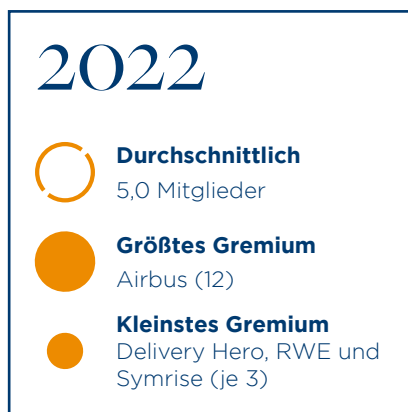 2022
Durchschnittlich
5,0 Mitglieder
Größtes Gremium
Airbus (12)
Kleinstes Gremium
Delivery Hero, RWE und
Symrise (je 3)